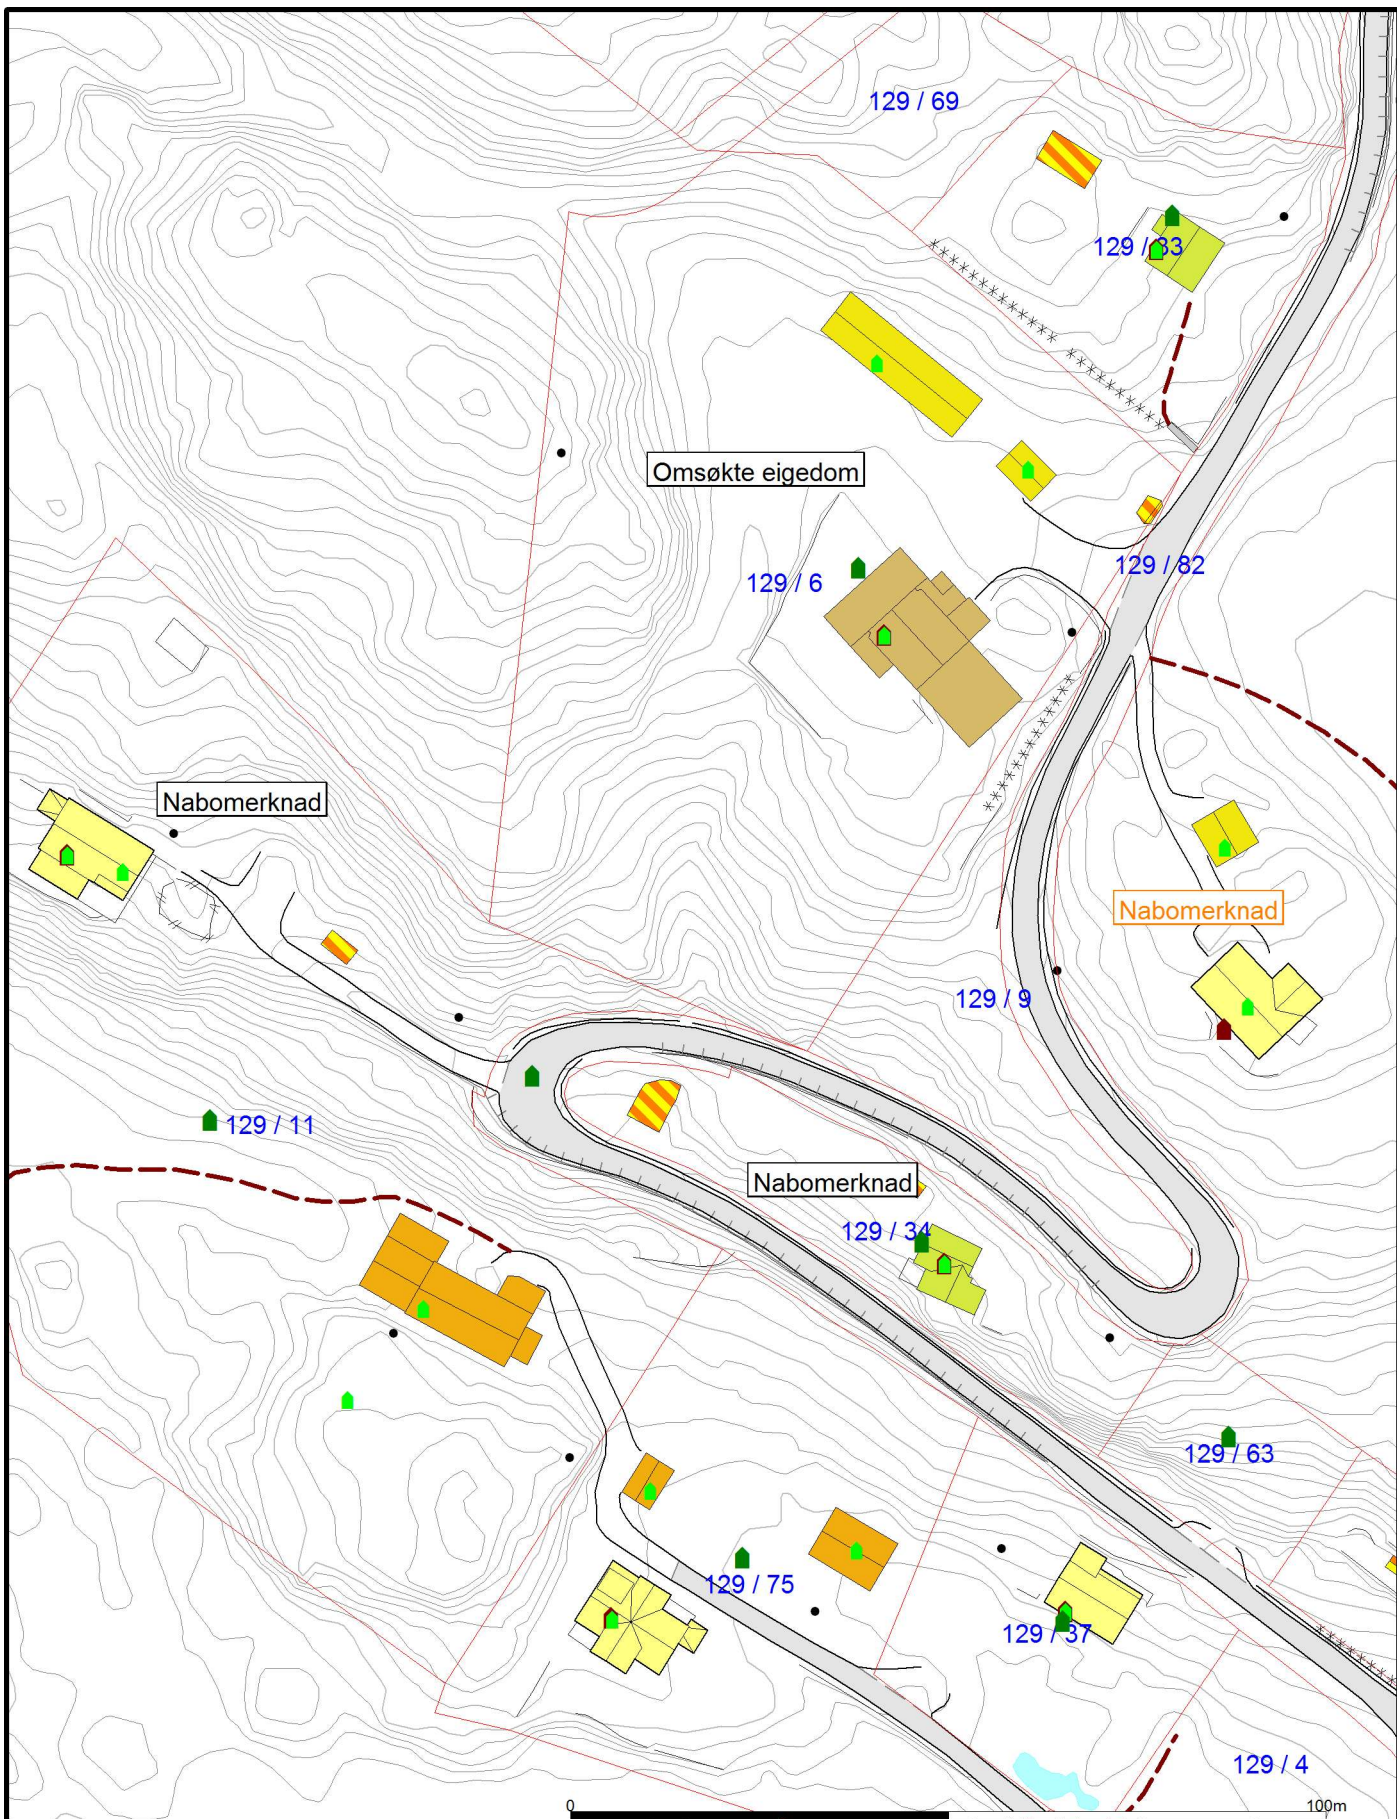 129 / 69
129 / 33
Omsøkte eigedom
129 / 82
129 / 6
Nabomerknad
Nabomerknad
129 / 9
129 / 11
Nabomerknad
129 / 34
129 / 63
129 / 75
129 / 37
129 / 4
0 100m